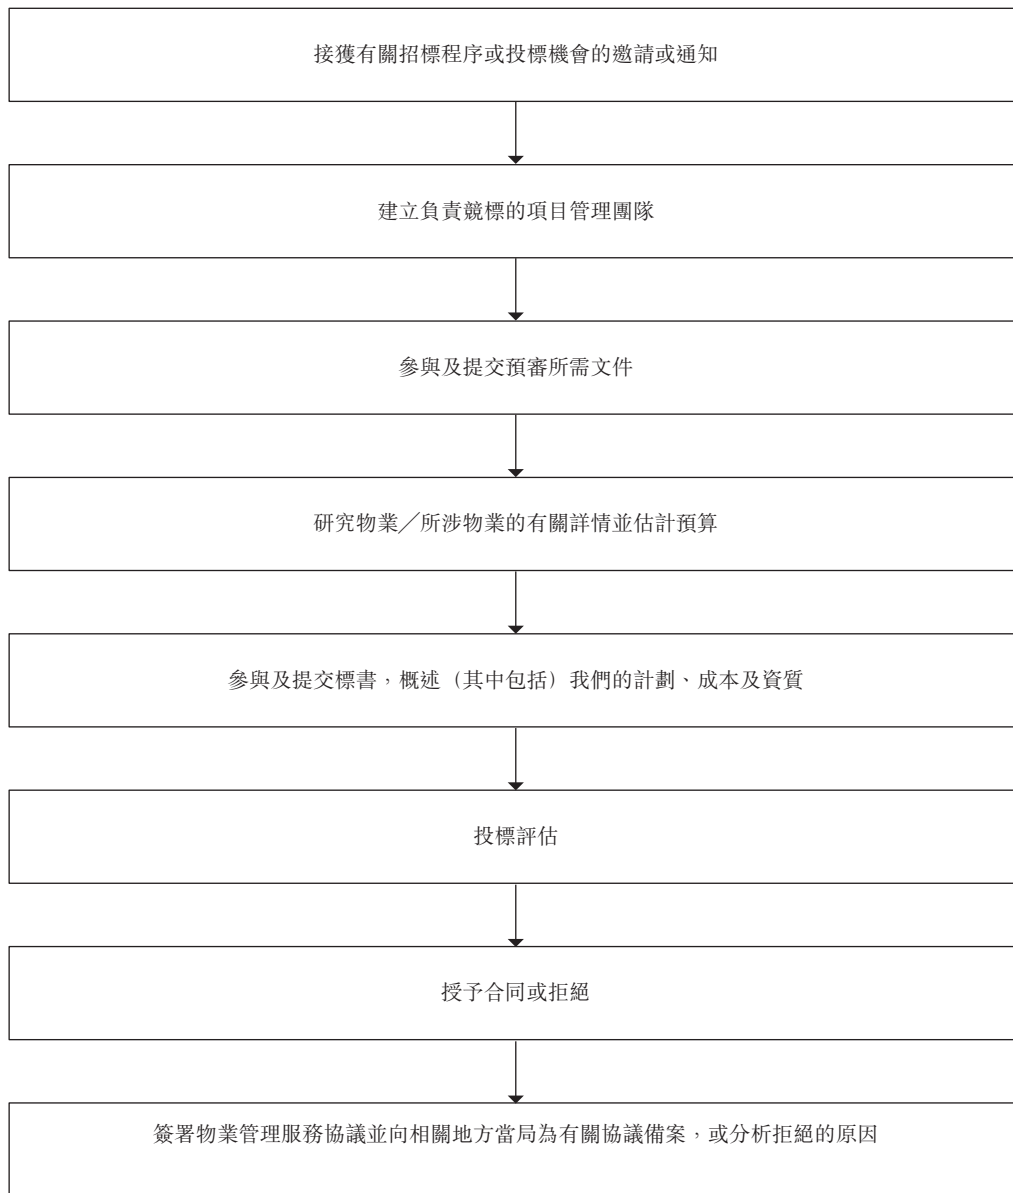 接獲有關招標程序或投標機會的邀請或通知
建立負責競標的項目管理團隊
參與及提交預審所需文件
研究物業╱所涉物業的有關詳情並估計預算
參與及提交標書，概述（其中包括）我們的計劃、成本及資質
投標評估
授予合同或拒絕
簽署物業管理服務協議並向相關地方當局為有關協議備案，或分析拒絕的原因